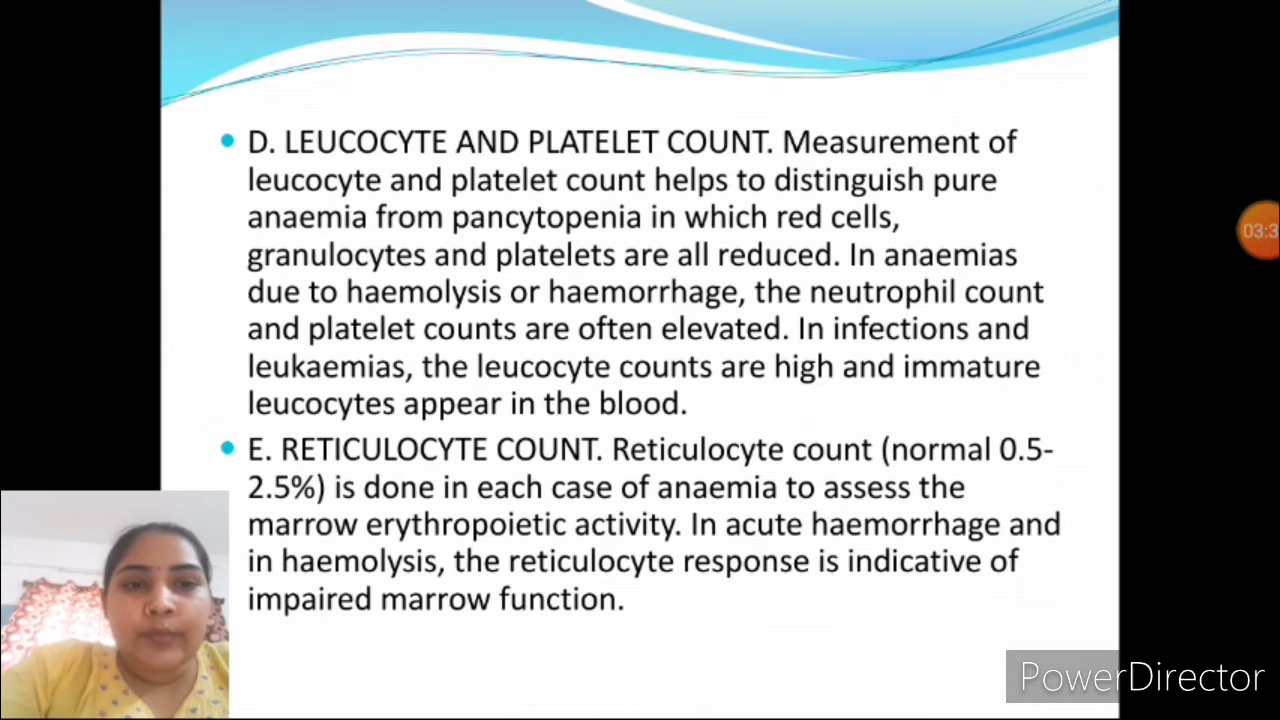 D. LEUCOCYTE AND PLATELET COUNT. Measurement of
leucocyte and platelet count helps to distinguish pure
anaemia from pancytopenia in which red cells,
granulocytes and platelets are all reduced. In anaemias
due to haemolysis or haemorrhage, the neutrophil count
and platelet counts are often elevated. In infections and
leukaemias, the leucocyte counts are high and immature
leucocytes appear in the blood.
E. RETICULOCYTE COUNT. Reticulocyte count (normal 0.5-
2.5%) is done in each case of anaemia to assess the
marrow erythropoietic activity. In acute haemorrhage and
in haemolysis, the reticulocyte response is indicative of
impaired marrow function.
03:3
PowerDirector